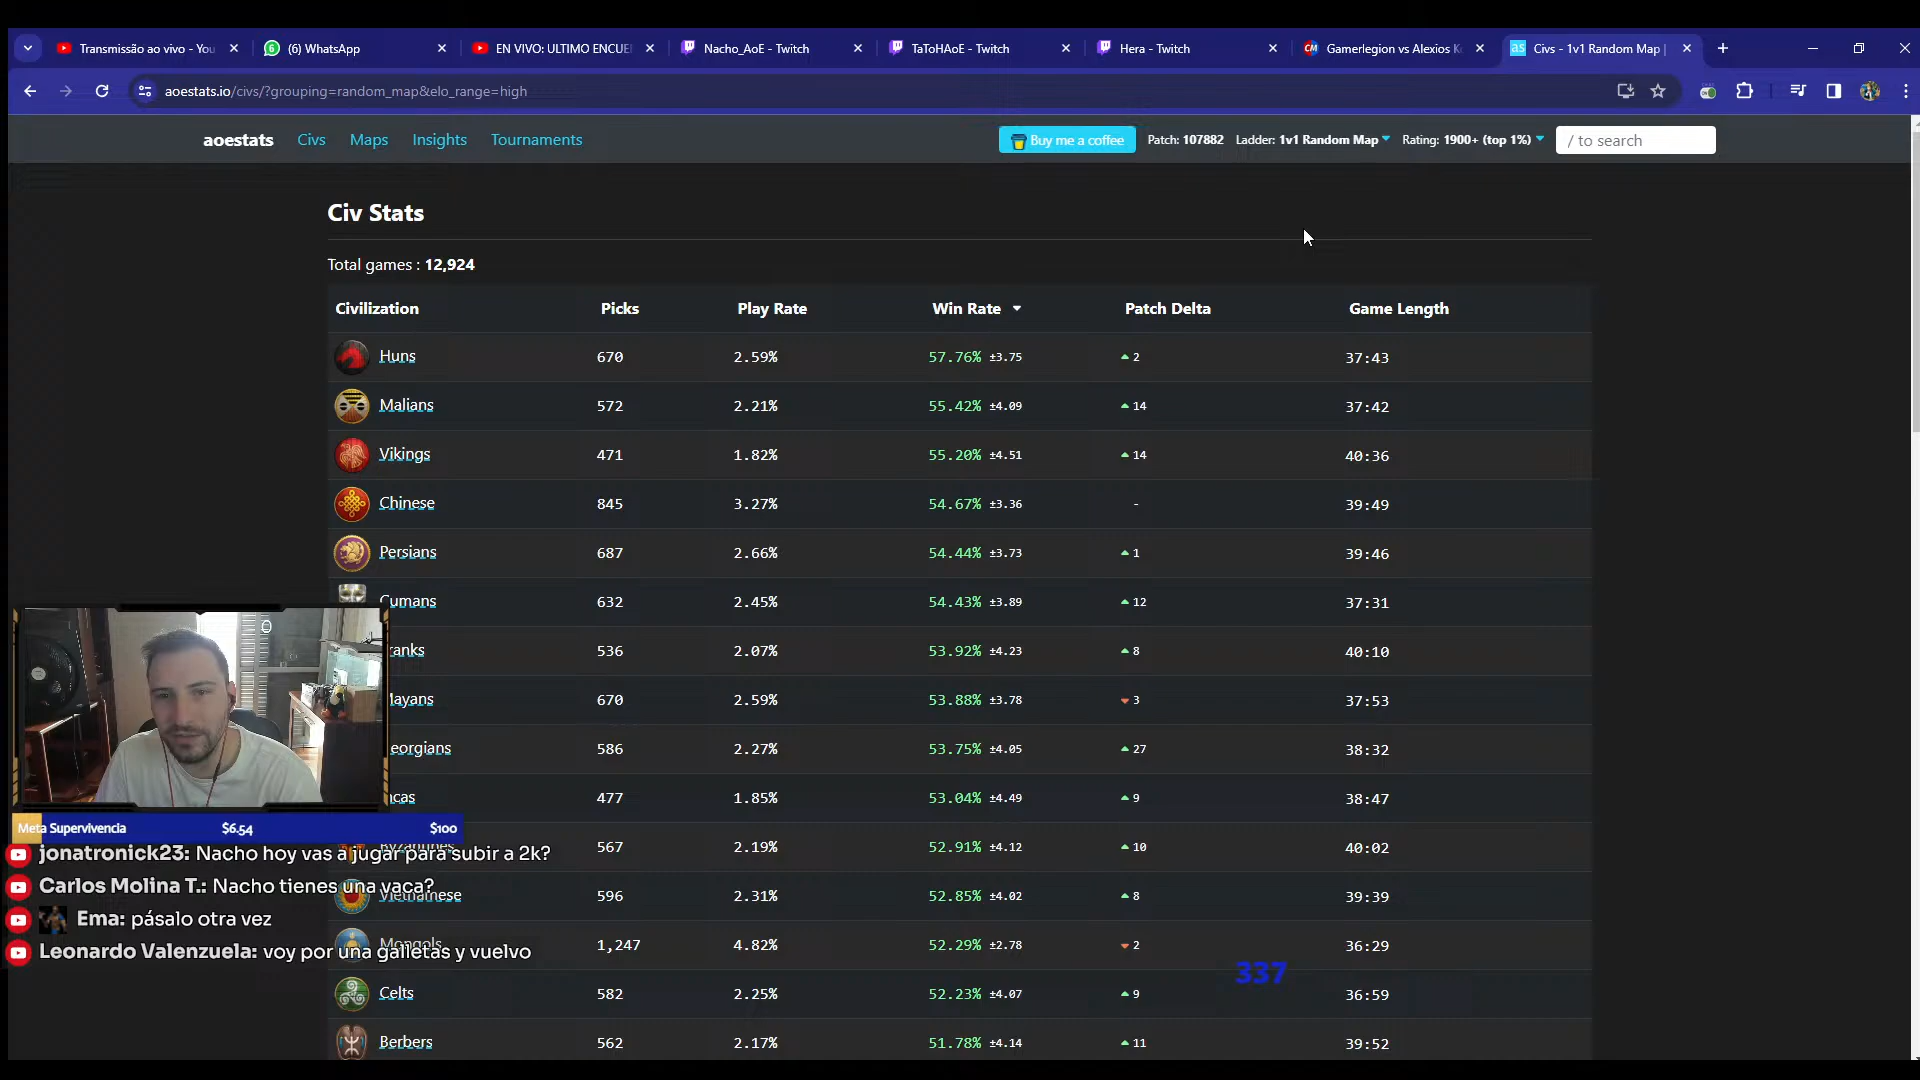 Transmissão ao vivo - You
(6) WhatsApp
EN VIVO: ULTIMO ENCUE
Nacho_AoE - Twitch
TaToHAoE - Twitch
Hera - Twitch
Gamerlegion vs Alexios K
Civs - 1v1 Random Map |
aoestats.io/civs/?grouping=random_map&elo_range=high
aoestats Civs Maps Insights Tournaments
Buy me a coffee Patch: 107882 Ladder: 1v1 Random Map Rating: 1900+ (top 1%) / to search
Civ Stats
Total games : 12,924
Civilization Picks Play Rate Win Rate Patch Delta Game Length
Huns 670 2.59% 57.76% ±3.75 2 37:43
Malians 572 2.21% 55.42% ±4.09 14 37:42
Vikings 471 1.82% 55.20% ±4.51 14 40:36
Chinese 845 3.27% 54.67% ±3.36 - 39:49
Persians 687 2.66% 54.44% ±3.73 1 39:46
Cumans 632 2.45% 54.43% ±3.89 12 37:31
ranks 536 2.07% 53.92% ±4.23 8 40:10
Mayans 670 2.59% 53.88% ±3.78 3 37:53
eorgians 586 2.27% 53.75% ±4.05 27 38:32
ncas 477 1.85% 53.04% ±4.49 9 38:47
Byzantines 567 2.19% 52.91% ±4.12 10 40:02
Vietnamese 596 2.31% 52.85% ±4.02 8 39:39
Mongols 1,247 4.82% 52.29% ±2.78 2 36:29
Celts 582 2.25% 52.23% ±4.07 9 36:59
Berbers 562 2.17% 51.78% ±4.14 11 39:52
Meta Supervivencia $6.54 $100
jonatronick23: Nacho hoy vas a jugar para subir a 2k?
Carlos Molina T.: Nacho tienes una vaca?
Ema: pásalo otra vez
Leonardo Valenzuela: voy por una galletas y vuelvo
337